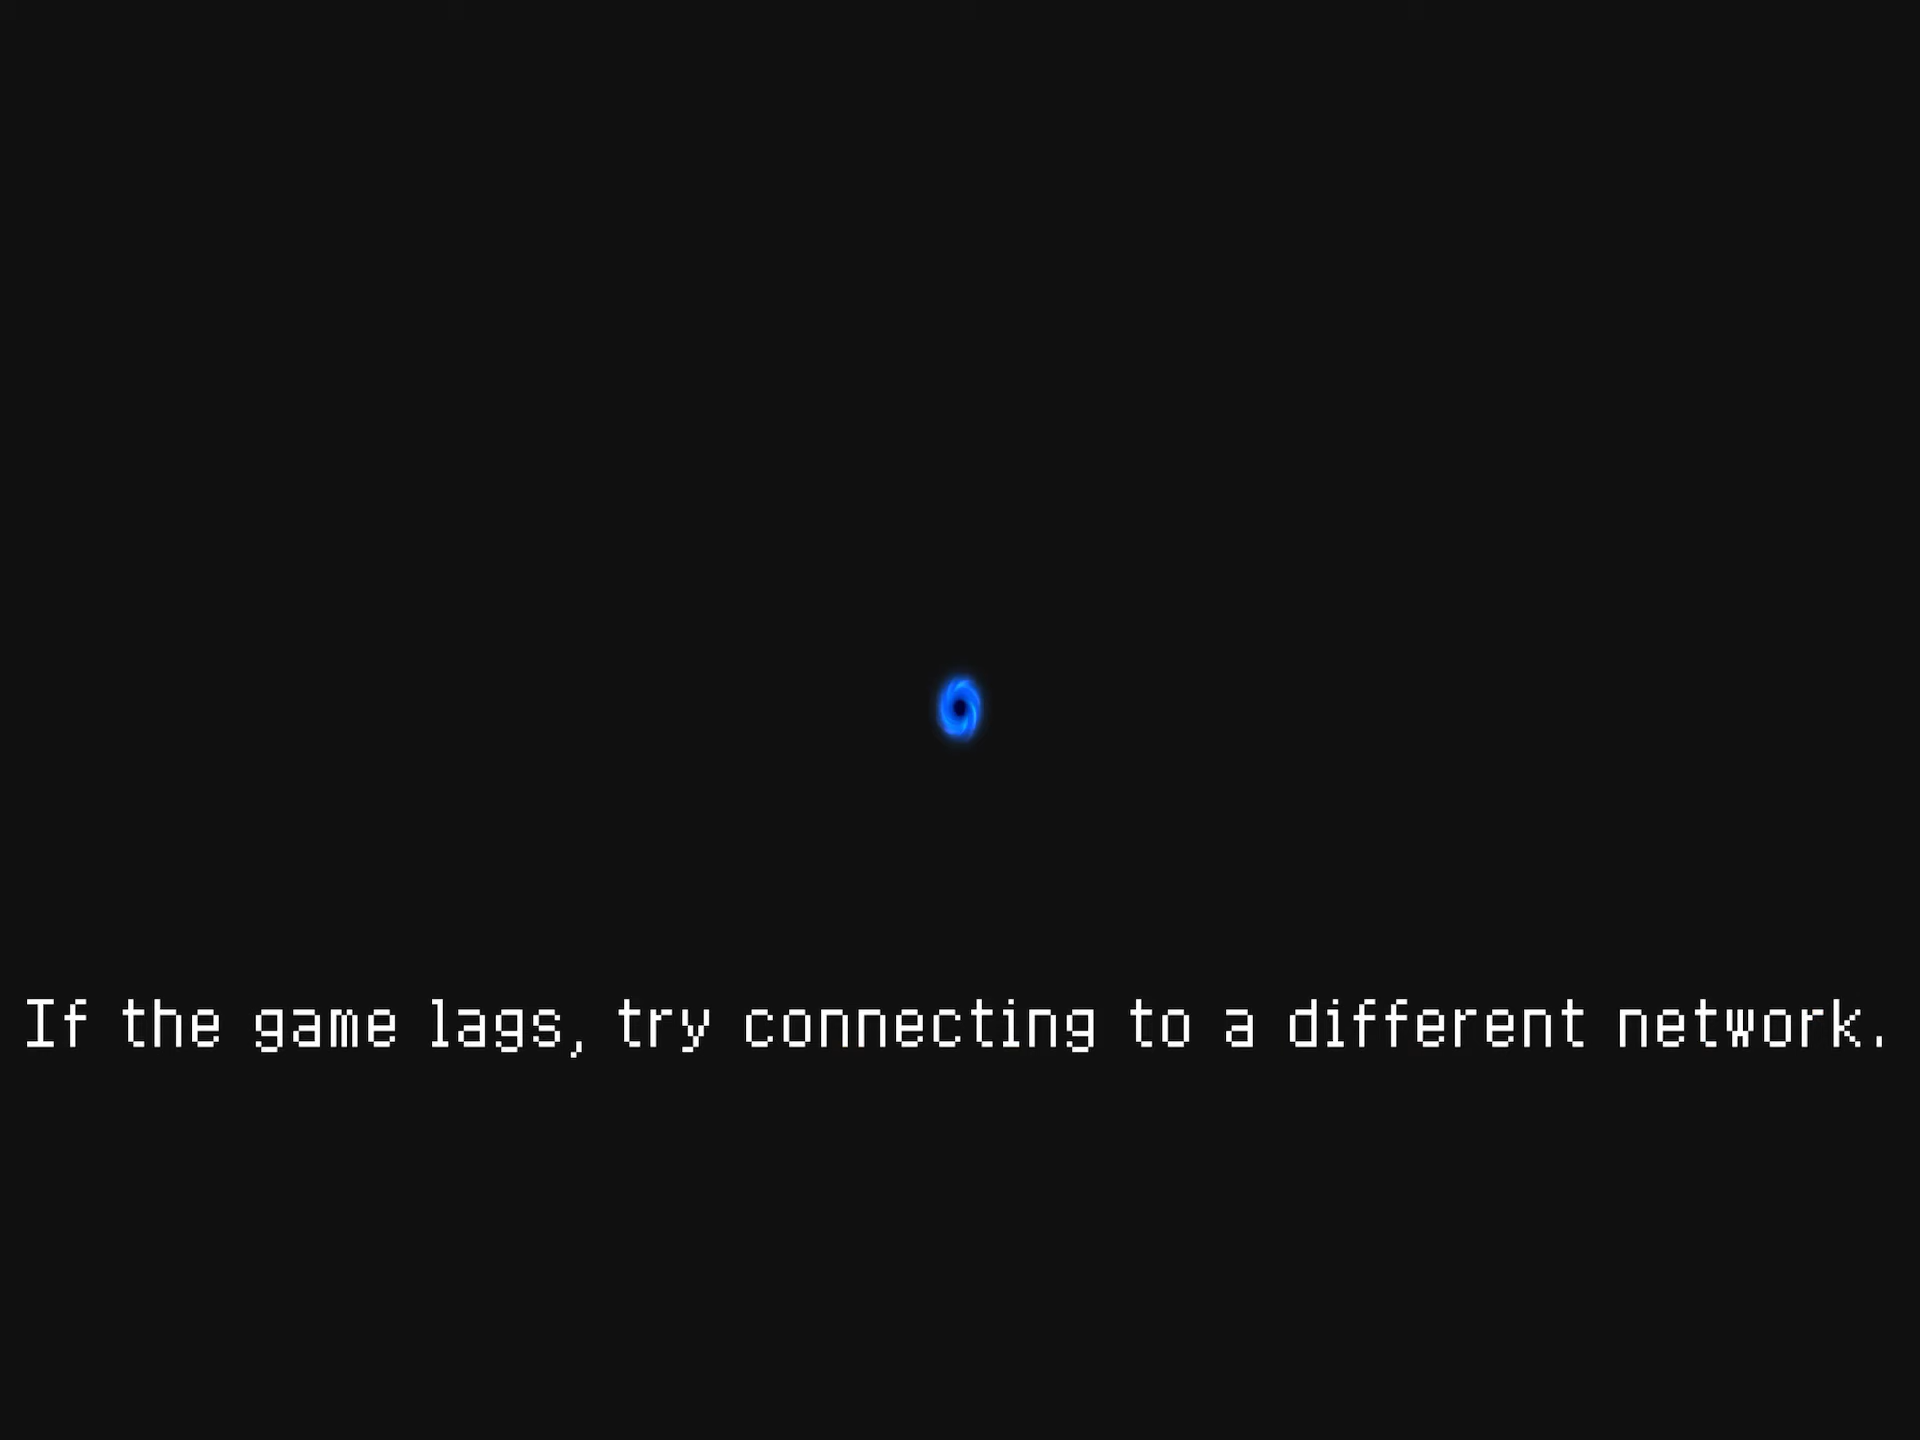 If the game lags, try connecting to a different network.